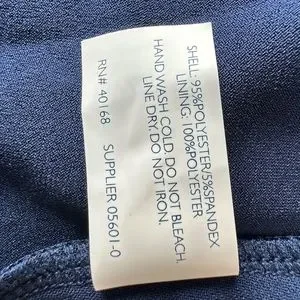 SHELL: 95%POLYESTER/5%SPANDEX
LINING: 100%POLYESTER
HAND WASH COLD. DO NOT BLEACH.
LINE DRY. DO NOT IRON.
RN# 40168 SUPPLIER 05601-0